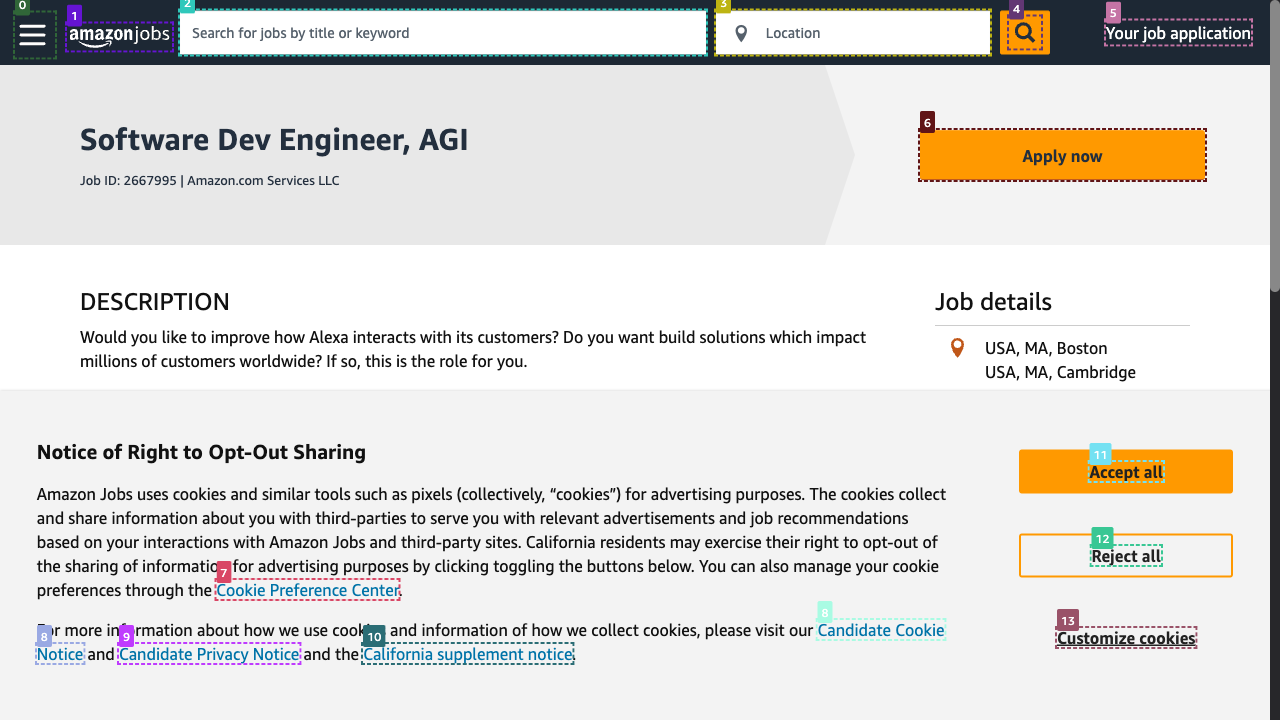 0
1
2
3
4
5
amazon jobs
Search for jobs by title or keyword
Location
Your job application
Software Dev Engineer, AGI
Job ID: 2667995 | Amazon.com Services LLC
6
Apply now
DESCRIPTION
Would you like to improve how Alexa interacts with its customers? Do you want build solutions which impact
millions of customers worldwide? If so, this is the role for you.
Job details
USA, MA, Boston
USA, MA, Cambridge
Notice of Right to Opt-Out Sharing
Amazon Jobs uses cookies and similar tools such as pixels (collectively, “cookies”) for advertising purposes. The cookies collect
and share information about you with third-parties to serve you with relevant advertisements and job recommendations
based on your interactions with Amazon Jobs and third-party sites. California residents may exercise their right to opt-out of
the sharing of information for advertising purposes by clicking toggling the buttons below. You can also manage your cookie
7
preferences through the Cookie Preference Center.
8
For more information about how we use cookies and information of how we collect cookies, please visit our Candidate Cookie
8
9
10
Notice and Candidate Privacy Notice and the California supplement notice.
11
Accept all
12
Reject all
13
Customize cookies